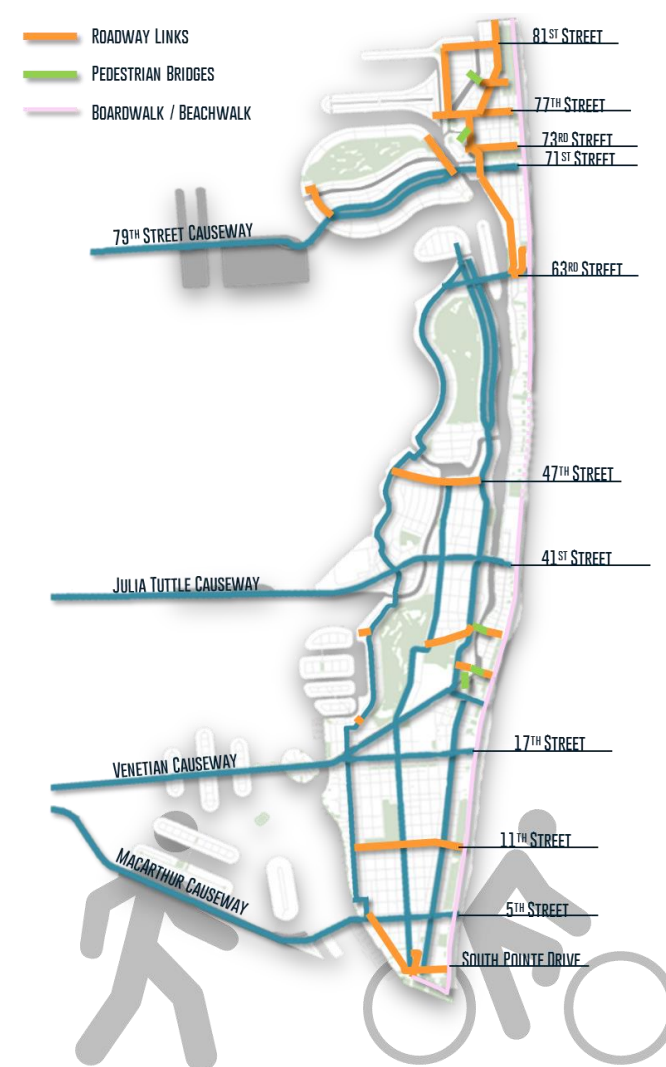 ROADWAY LINKS
81ST STREET
PEDESTRIAN BRIDGES
77TH STREET
BOARDWALK / BEACHWALK
73RD STREET
71ST STREET
79TH STREET CAUSEWAY
63RD STREET
47TH STREET
41ST STREET
JULIA TUTTLE CAUSEWAY
17TH STREET
VENETIAN CAUSEWAY
11TH STREET
MACARTHUR CAUSEWAY
5TH STREET
SOUTH POINTE DRIVE